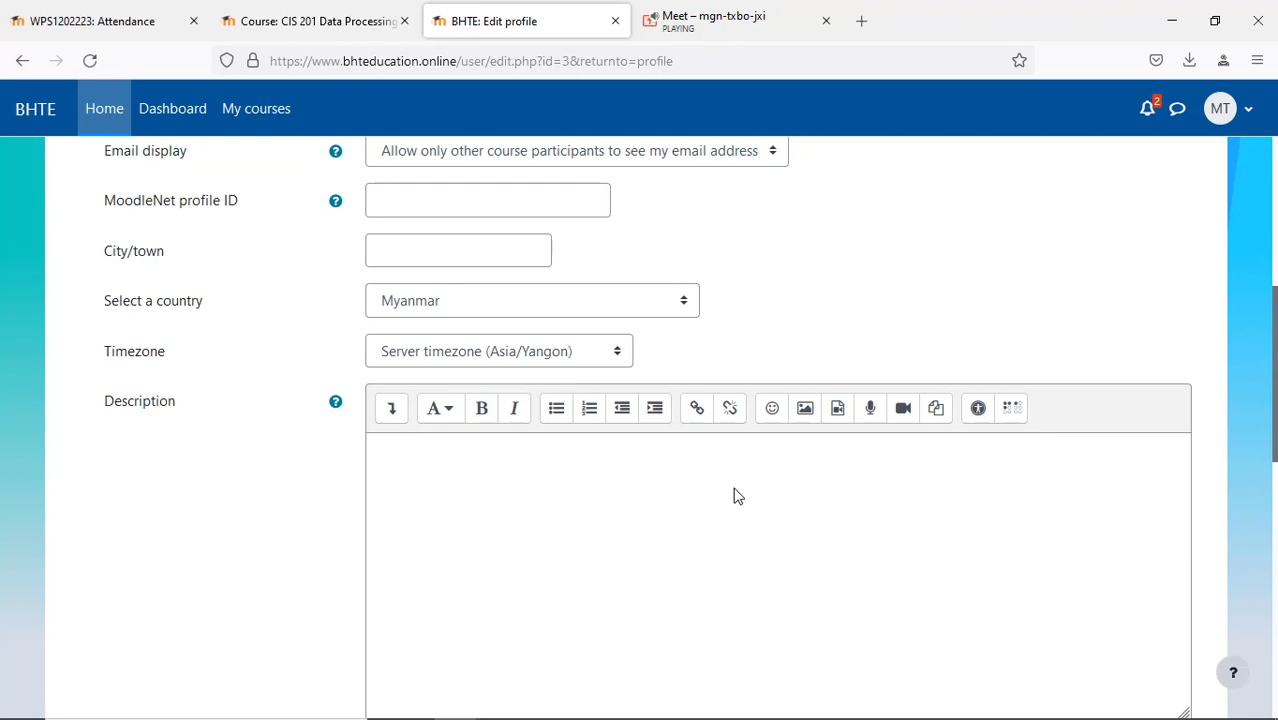 WPS1202223: Attendance
Course: CIS 201 Data Processing
BHTE: Edit profile
Meet – mgn-txbo-jxi
PLAYING
https://www.bhteducation.online/user/edit.php?id=3&returnto=profile
BHTE Home Dashboard My courses 2 MT
Email display ? Allow only other course participants to see my email address
MoodleNet profile ID ?
City/town
Select a country Myanmar
Timezone Server timezone (Asia/Yangon)
Description ?
A B I
?